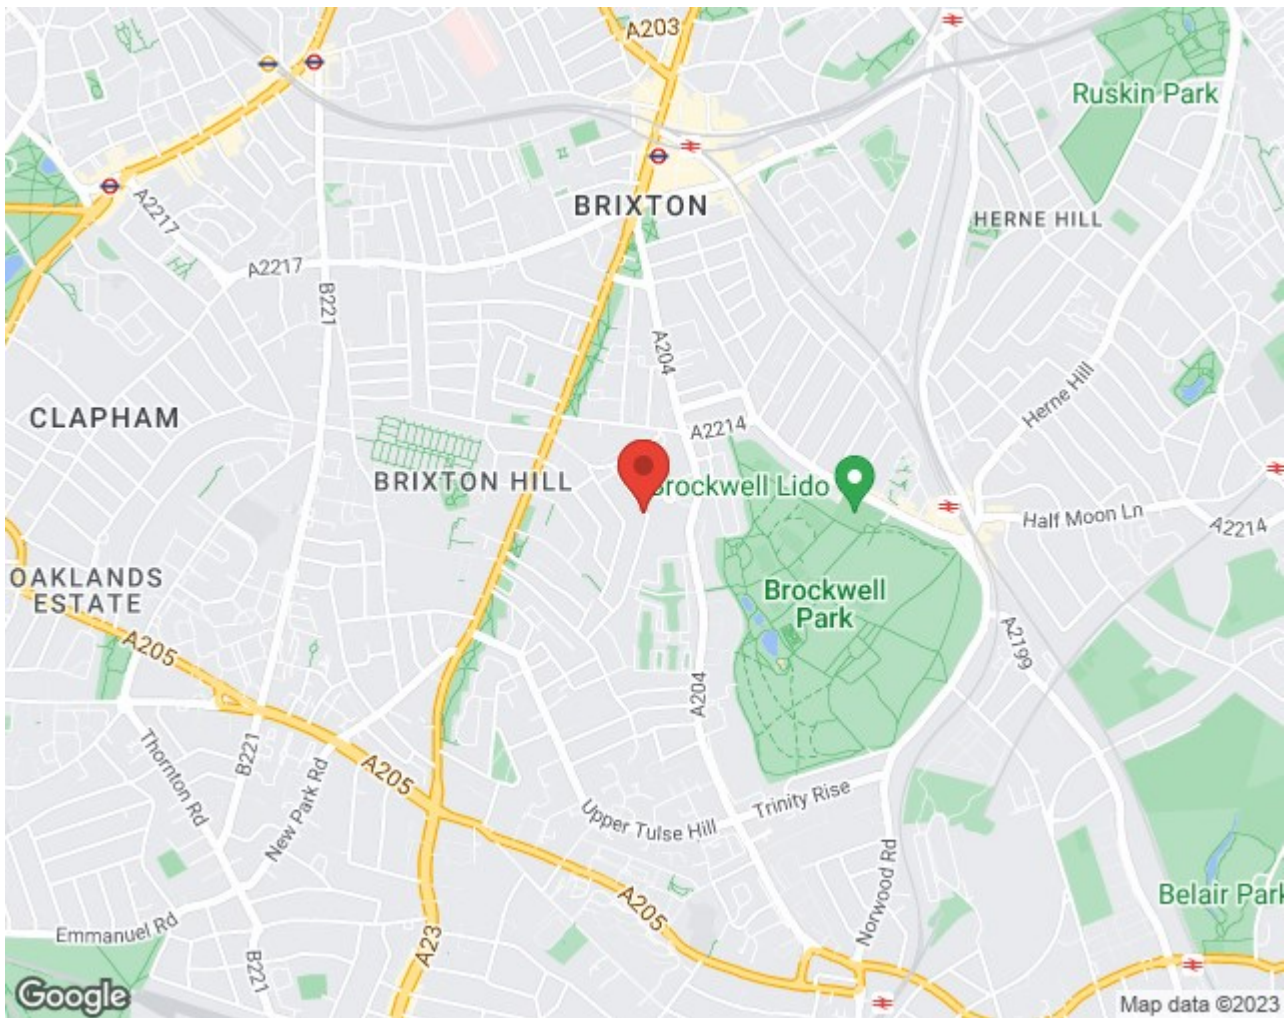 A203
Ruskin Park
BRIXTON
A2217
HERNE HILL
A2217
B221
A204
Herne Hill
CLAPHAM
A2214
BRIXTON HILL
Brockwell Lido
Half Moon Ln
A2214
OAKLANDS
ESTATE
Brockwell
Park
A205
A2199
A204
Thornton Rd
B221
New Park Rd
A205
Upper Tulse Hill
Trinity Rise
Norwood Rd
A205
Belair Park
Emmanuel Rd
A23
B221
Google
Map data ©2023